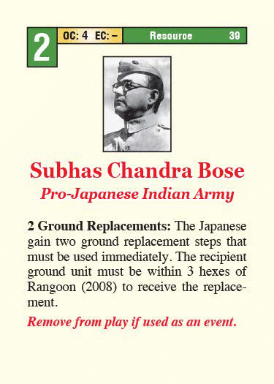 2 OC: 4 EC: – Resource 39
Subhas Chandra Bose
Pro-Japanese Indian Army
2 Ground Replacements: The Japanese
gain two ground replacement steps that
must be used immediately. The recipient
ground unit must be within 3 hexes of
Rangoon (2008) to receive the replace-
ment.
Remove from play if used as an event.